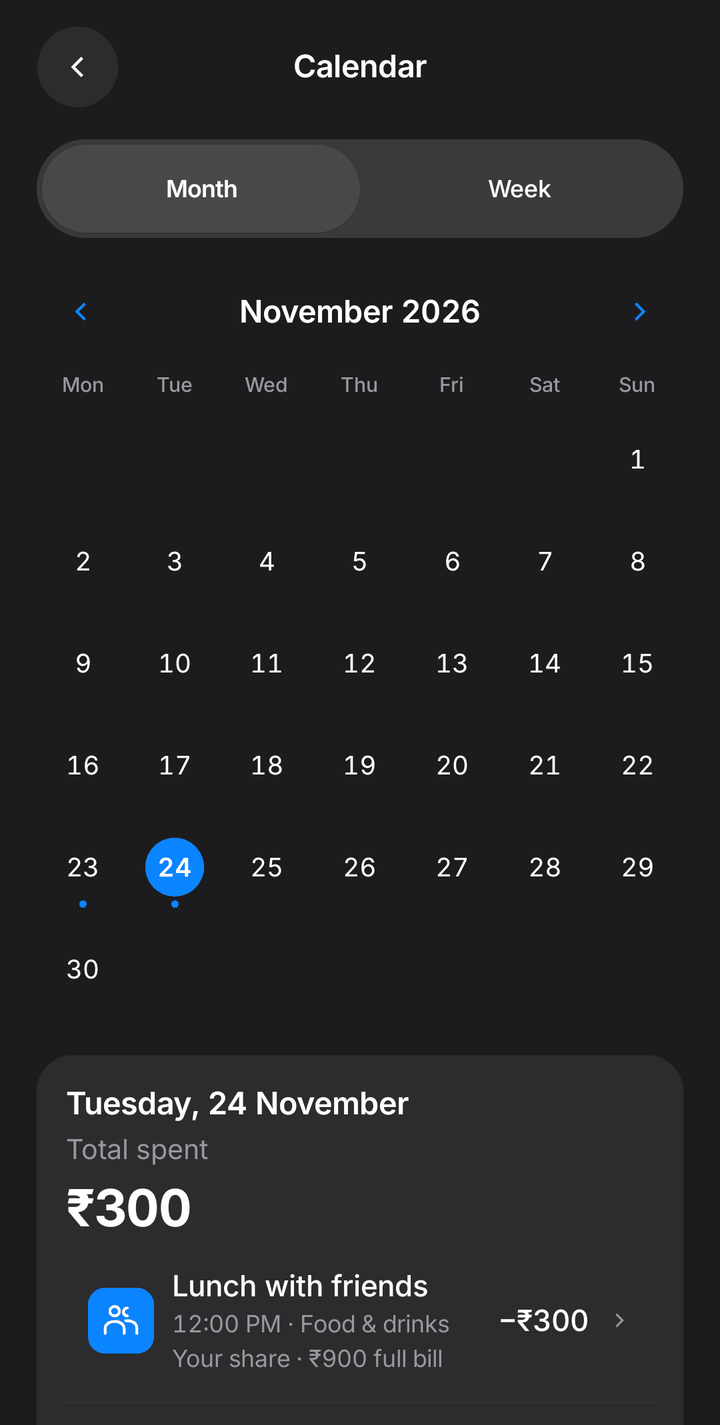 Calendar
Month Week
November 2026
Mon Tue Wed Thu Fri Sat Sun
1
2 3 4 5 6 7 8
9 10 11 12 13 14 15
16 17 18 19 20 21 22
23 24 25 26 27 28 29
30
Tuesday, 24 November
Total spent
₹300
Lunch with friends
12:00 PM · Food & drinks
Your share · ₹900 full bill
−₹300